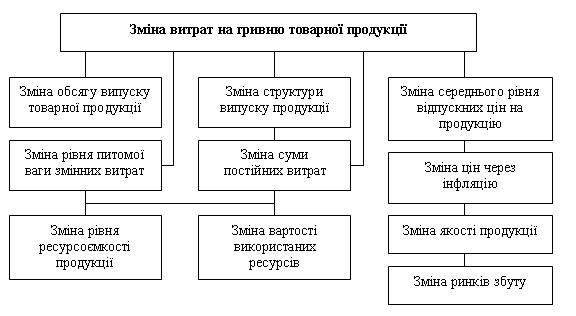 Зміна витрат на гривню товарної продукції
Зміна обсягу випуску
товарної продукції
Зміна структури
випуску продукції
Зміна середнього рівня
відпускних цін на
продукцію
Зміна рівня питомої
ваги змінних витрат
Зміна суми
постійних витрат
Зміна цін через
інфляцію
Зміна рівня
ресурсоємкості
продукції
Зміна вартості
використаних
ресурсів
Зміна якості продукції
Зміна ринків збуту